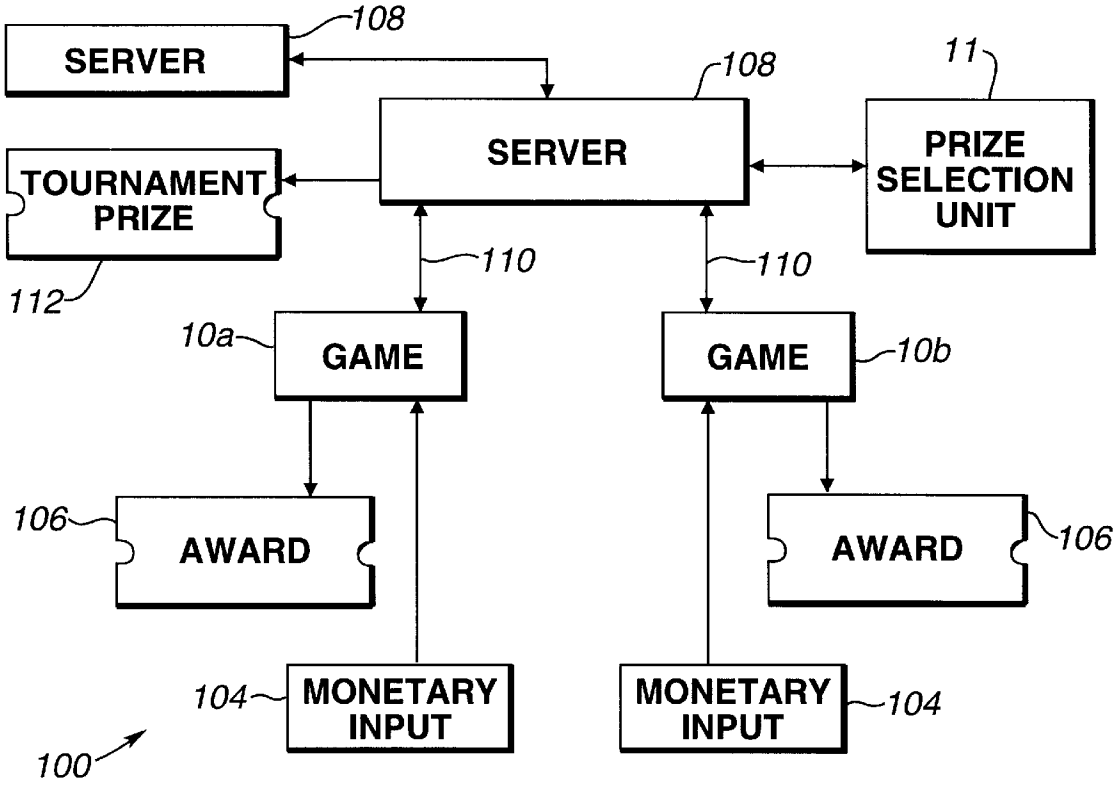 108
SERVER
108
11
SERVER
PRIZE
SELECTION
UNIT
TOURNAMENT
PRIZE
112
110
110
10a
GAME
GAME
10b
106
AWARD
AWARD
106
104
MONETARY
INPUT
MONETARY
INPUT
104
100